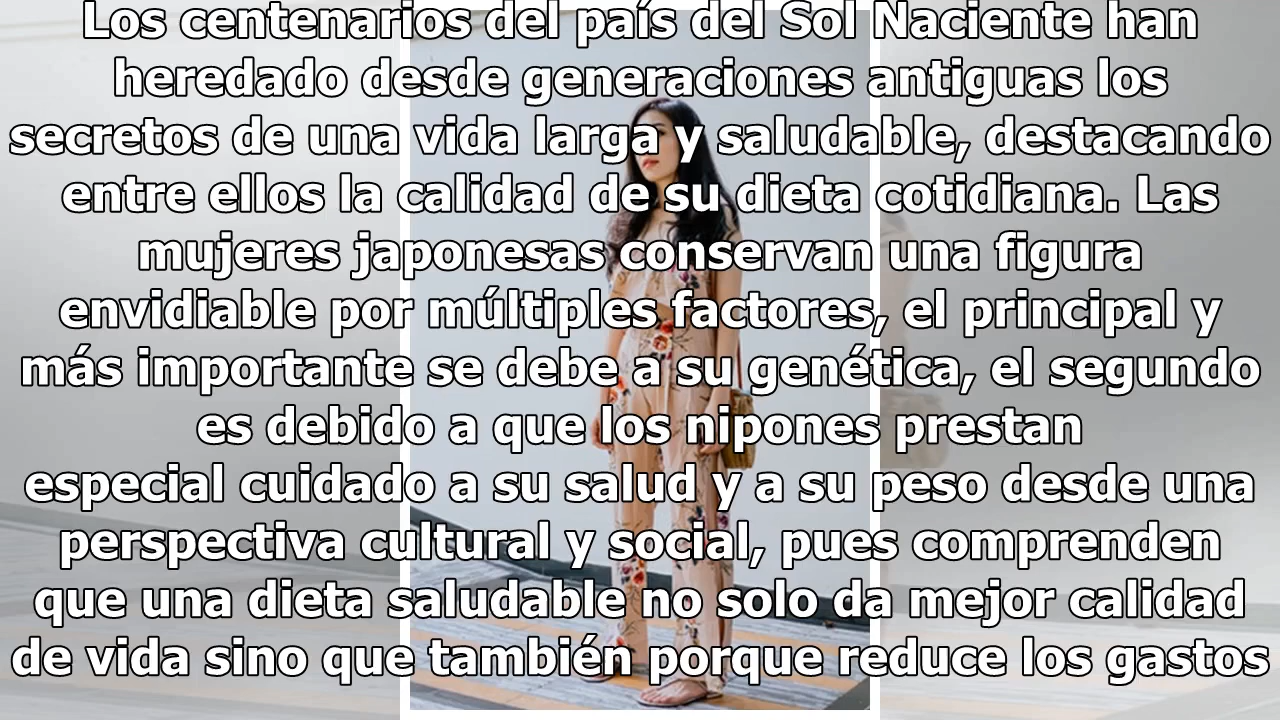 Los centenarios del país del Sol Naciente han
heredado desde generaciones antiguas los
secretos de una vida larga y saludable, destacando
entre ellos la calidad de su dieta cotidiana. Las
mujeres japonesas conservan una figura
envidiable por múltiples factores, el principal y
más importante se debe a su genética, el segundo
es debido a que los nipones prestan
especial cuidado a su salud y a su peso desde una
perspectiva cultural y social, pues comprenden
que una dieta saludable no solo da mejor calidad
de vida sino que también porque reduce los gastos